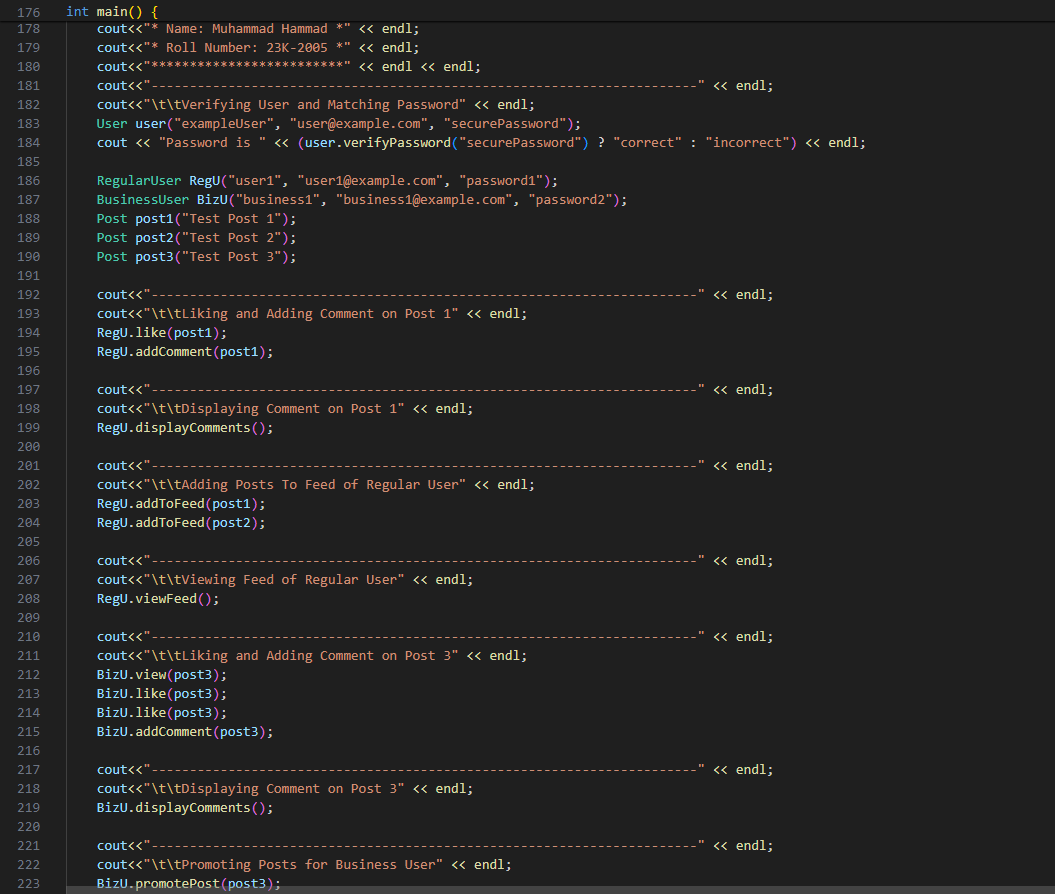 176 int main() {
178 cout<<"* Name: Muhammad Hammad *" << endl;
179 cout<<"* Roll Number: 23K-2005 *" << endl;
180 cout<<"*************************" << endl << endl;
181 cout<<"-----------------------------------------------------------------------" << endl;
182 cout<<"\t\tVerifying User and Matching Password" << endl;
183 User user("exampleUser", "user@example.com", "securePassword");
184 cout << "Password is " << (user.verifyPassword("securePassword") ? "correct" : "incorrect") << endl;
185
186 RegularUser RegU("user1", "user1@example.com", "password1");
187 BusinessUser BizU("business1", "business1@example.com", "password2");
188 Post post1("Test Post 1");
189 Post post2("Test Post 2");
190 Post post3("Test Post 3");
191
192 cout<<"-----------------------------------------------------------------------" << endl;
193 cout<<"\t\tLiking and Adding Comment on Post 1" << endl;
194 RegU.like(post1);
195 RegU.addComment(post1);
196
197 cout<<"-----------------------------------------------------------------------" << endl;
198 cout<<"\t\tDisplaying Comment on Post 1" << endl;
199 RegU.displayComments();
200
201 cout<<"-----------------------------------------------------------------------" << endl;
202 cout<<"\t\tAdding Posts To Feed of Regular User" << endl;
203 RegU.addToFeed(post1);
204 RegU.addToFeed(post2);
205
206 cout<<"-----------------------------------------------------------------------" << endl;
207 cout<<"\t\tViewing Feed of Regular User" << endl;
208 RegU.viewFeed();
209
210 cout<<"-----------------------------------------------------------------------" << endl;
211 cout<<"\t\tLiking and Adding Comment on Post 3" << endl;
212 BizU.view(post3);
213 BizU.like(post3);
214 BizU.like(post3);
215 BizU.addComment(post3);
216
217 cout<<"-----------------------------------------------------------------------" << endl;
218 cout<<"\t\tDisplaying Comment on Post 3" << endl;
219 BizU.displayComments();
220
221 cout<<"-----------------------------------------------------------------------" << endl;
222 cout<<"\t\tPromoting Posts for Business User" << endl;
223 BizU.promotePost(post3);